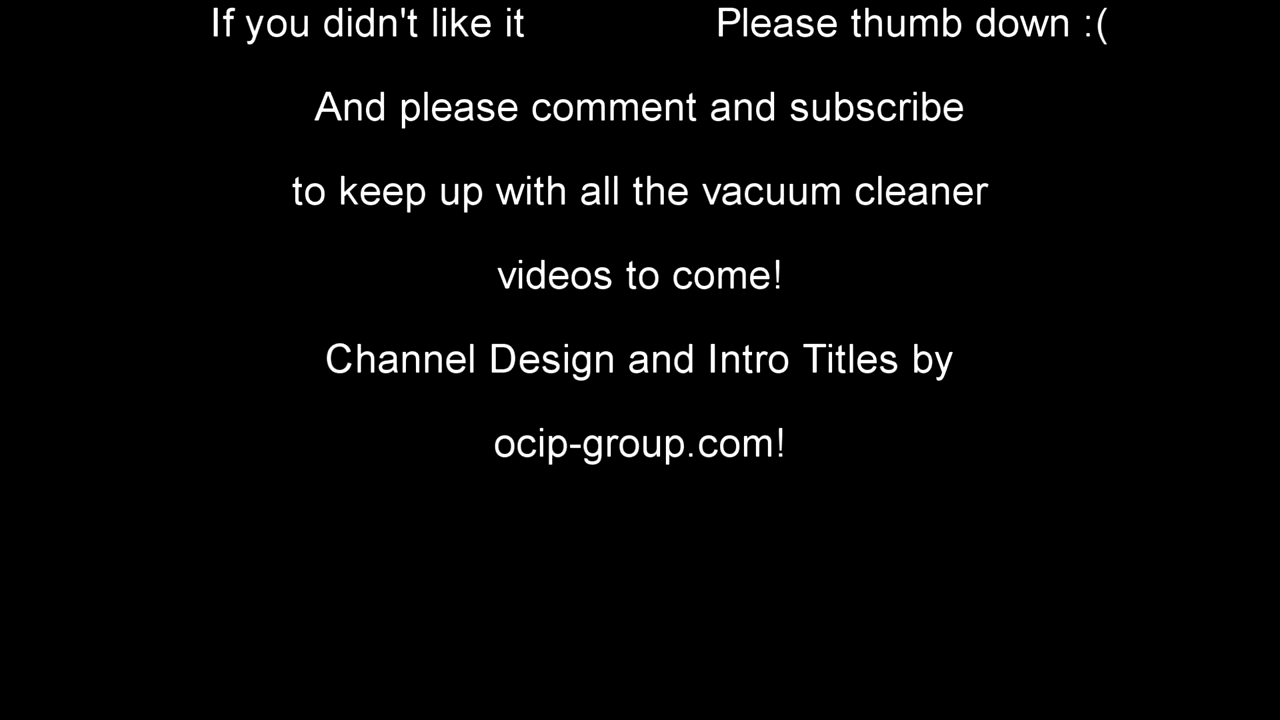 If you didn't like it Please thumb down :(
And please comment and subscribe
to keep up with all the vacuum cleaner
videos to come!
Channel Design and Intro Titles by
ocip-group.com!